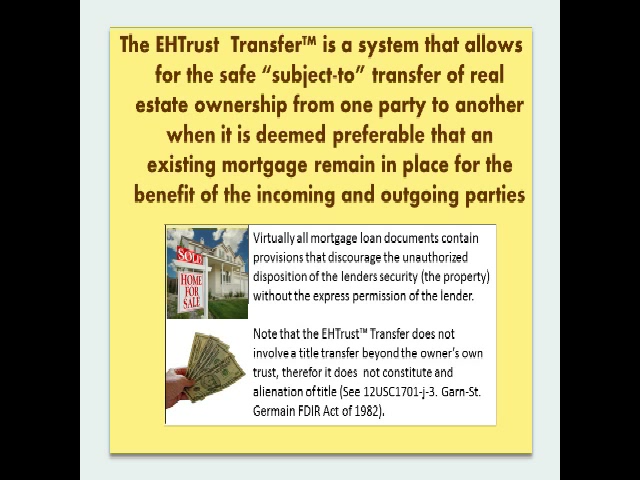 The EHTrust Transfer™ is a system that allows
for the safe “subject-to” transfer of real
estate ownership from one party to another
when it is deemed preferable that an
existing mortgage remain in place for the
benefit of the incoming and outgoing parties
SOLD
HOME
FOR
SALE
Virtually all mortgage loan documents contain
provisions that discourage the unauthorized
disposition of the lenders security (the property)
without the express permission of the lender.
Note that the EHTrust™ Transfer does not
involve a title transfer beyond the owner’s own
trust, therefor it does not constitute and
alienation of title (See 12USC1701-j-3. Garn-St.
Germain FDIR Act of 1982).